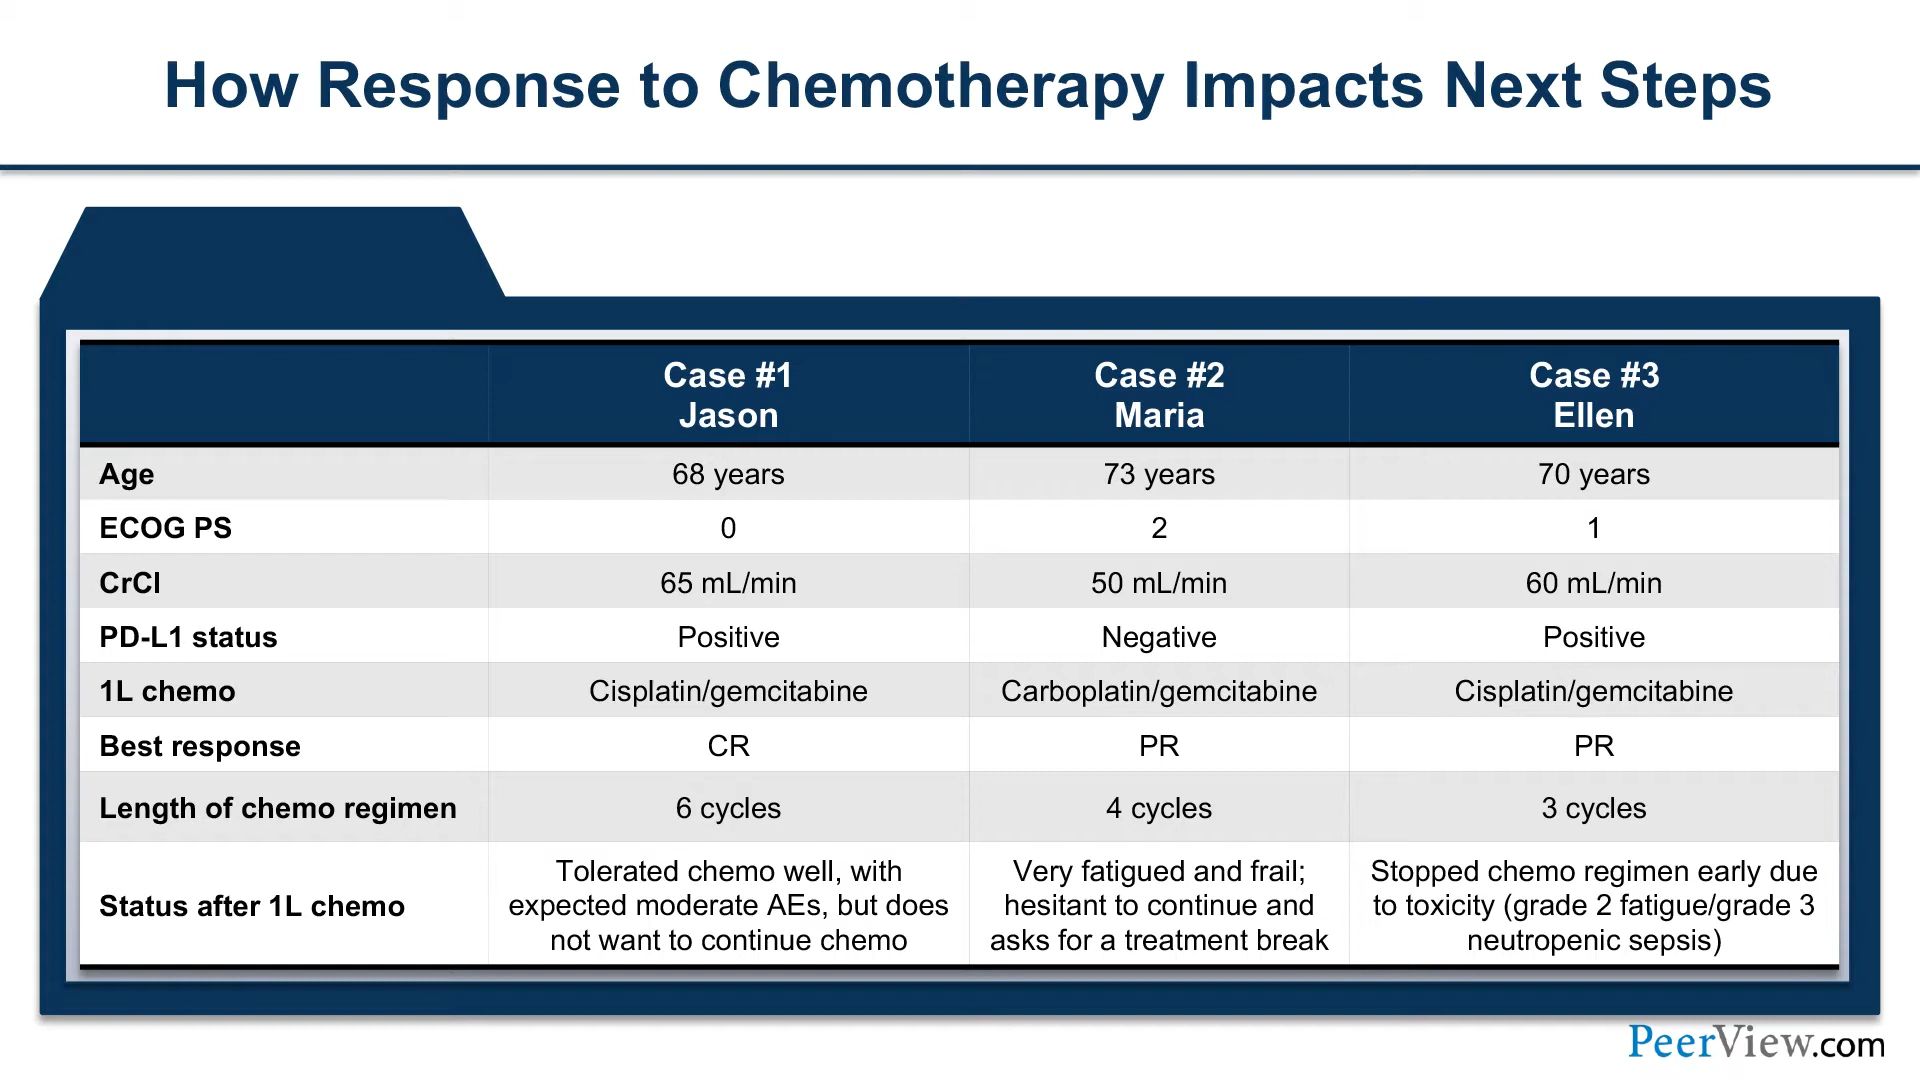 How Response to Chemotherapy Impacts Next Steps
Case #1 Case #2 Case #3
Jason Maria Ellen
Age 68 years 73 years 70 years
ECOG PS 0 2 1
CrCl 65 mL/min 50 mL/min 60 mL/min
PD-L1 status Positive Negative Positive
1L chemo Cisplatin/gemcitabine Carboplatin/gemcitabine Cisplatin/gemcitabine
Best response CR PR PR
Length of chemo regimen 6 cycles 4 cycles 3 cycles
Status after 1L chemo
Tolerated chemo well, with
expected moderate AEs, but does
not want to continue chemo
Very fatigued and frail;
hesitant to continue and
asks for a treatment break
Stopped chemo regimen early due
to toxicity (grade 2 fatigue/grade 3
neutropenic sepsis)
PeerView.com